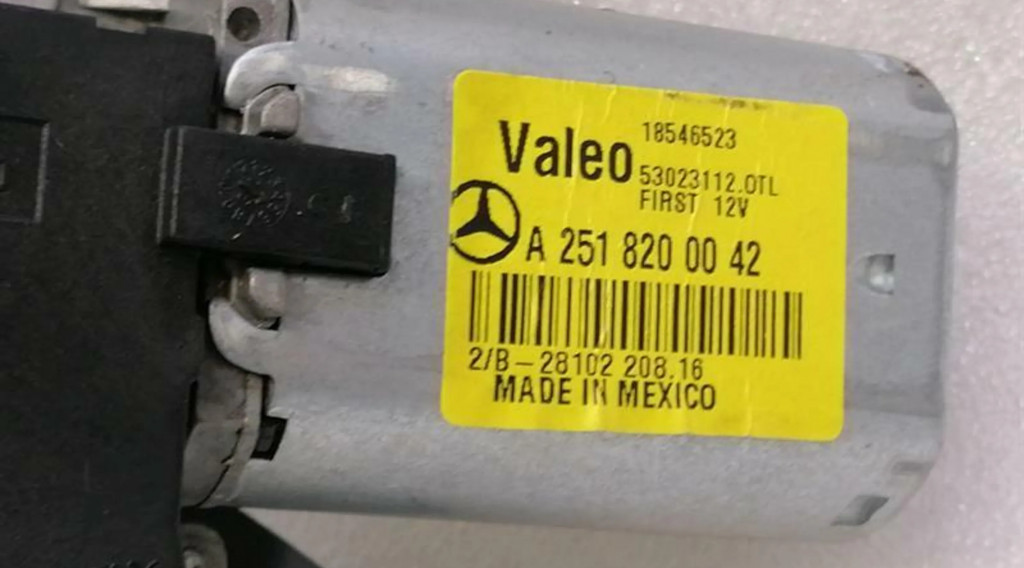 Valeo 18546523
53023112.OTL
FIRST 12V
A 251 820 00 42
2/B-28102 208.16
MADE IN MEXICO